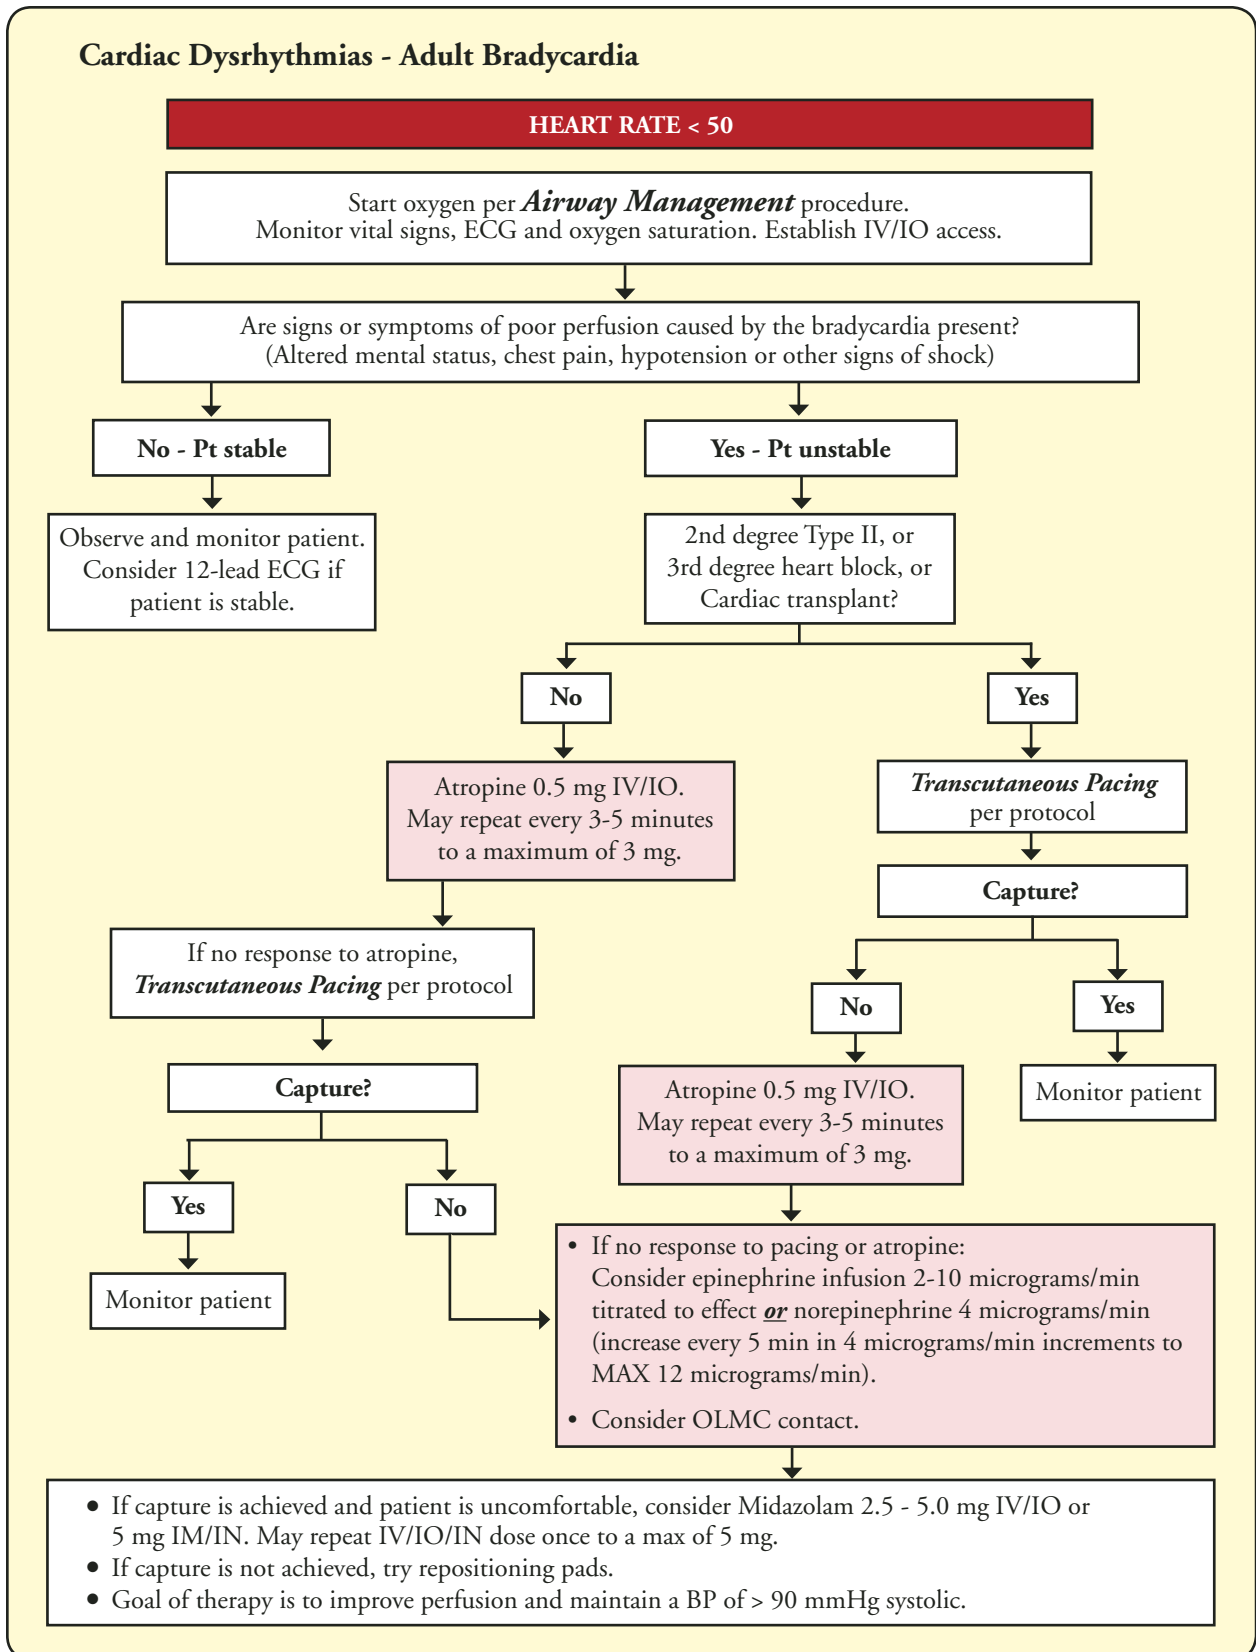 Cardiac Dysrhythmias - Adult Bradycardia
HEART RATE < 50
Start oxygen per Airway Management procedure.
Monitor vital signs, ECG and oxygen saturation. Establish IV/IO access.
Are signs or symptoms of poor perfusion caused by the bradycardia present?
(Altered mental status, chest pain, hypotension or other signs of shock)
No - Pt stable
Yes - Pt unstable
Observe and monitor patient.
Consider 12-lead ECG if
patient is stable.
2nd degree Type II, or
3rd degree heart block, or
Cardiac transplant?
No
Yes
Atropine 0.5 mg IV/IO.
May repeat every 3-5 minutes
to a maximum of 3 mg.
Transcutaneous Pacing
per protocol
Capture?
If no response to atropine,
Transcutaneous Pacing per protocol
No
Yes
Capture?
Atropine 0.5 mg IV/IO.
May repeat every 3-5 minutes
to a maximum of 3 mg.
Monitor patient
Yes
No
Monitor patient
• If no response to pacing or atropine:
Consider epinephrine infusion 2-10 micrograms/min
titrated to effect or norepinephrine 4 micrograms/min
(increase every 5 min in 4 micrograms/min increments to
MAX 12 micrograms/min).
• Consider OLMC contact.
• If capture is achieved and patient is uncomfortable, consider Midazolam 2.5 - 5.0 mg IV/IO or
5 mg IM/IN. May repeat IV/IO/IN dose once to a max of 5 mg.
• If capture is not achieved, try repositioning pads.
• Goal of therapy is to improve perfusion and maintain a BP of > 90 mmHg systolic.